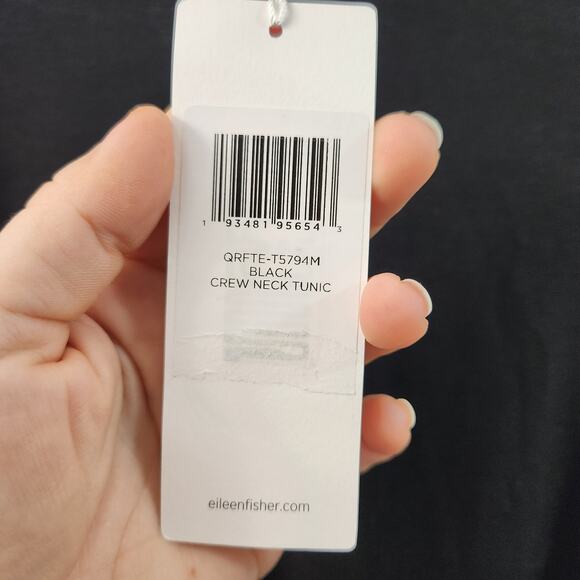 1 93481 95654 3
QRFTE-T5794M
BLACK
CREW NECK TUNIC
eileenfisher.com